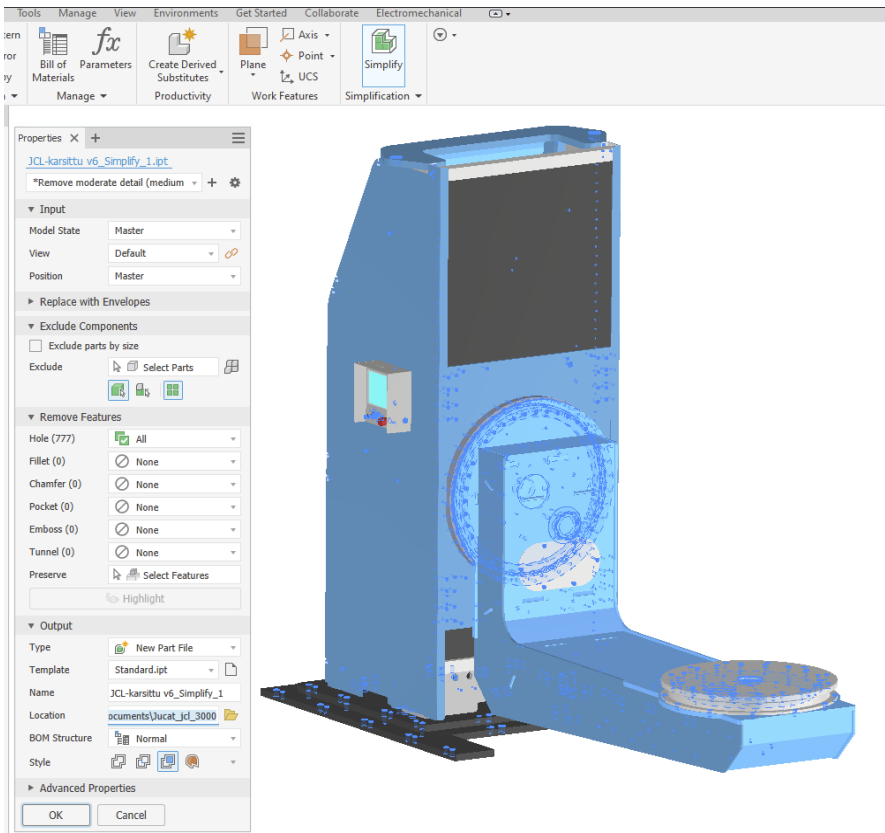 Tools Manage View Environments Get Started Collaborate Electromechanical
Bill of Materials
Parameters
Create Derived Substitutes
Plane
Axis
Point
UCS
Simplify
Manage Productivity Work Features Simplification
Properties
JCL-karsittu v6_Simplify_1.ipt
*Remove moderate detail (medium
Input
Model State Master
View Default
Position Master
Replace with Envelopes
Exclude Components
Exclude parts by size
Exclude Select Parts
Remove Features
Hole (777) All
Fillet (0) None
Chamfer (0) None
Pocket (0) None
Emboss (0) None
Tunnel (0) None
Preserve Select Features
Highlight
Output
Type New Part File
Template Standard.ipt
Name JCL-karsittu v6_Simplify_1
Location ocuments\Jucat_jcl_3000
BOM Structure Normal
Style
Advanced Properties
OK Cancel